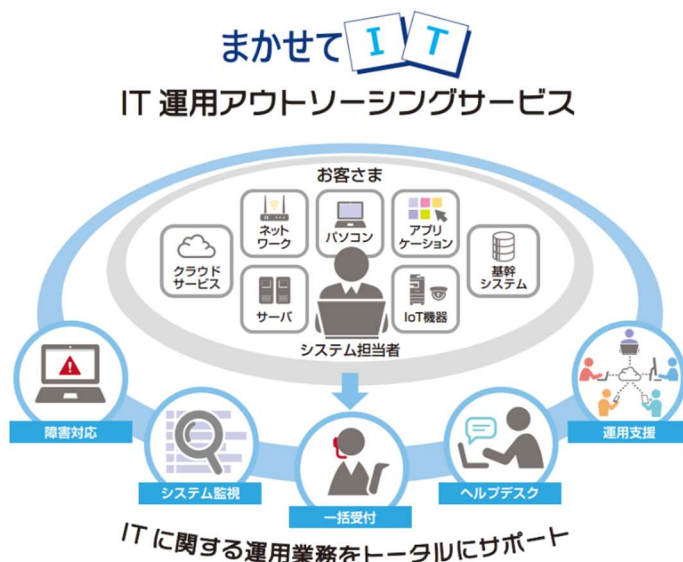 まかせて IT
IT 運用アウトソーシングサービス
お客さま
ネット
ワーク
パソコン
アプリ
ケーション
クラウド
サービス
基幹
システム
サーバ
IoT機器
システム担当者
障害対応
システム監視
一括受付
ヘルプデスク
運用支援
ITに関する運用業務をトータルにサポート